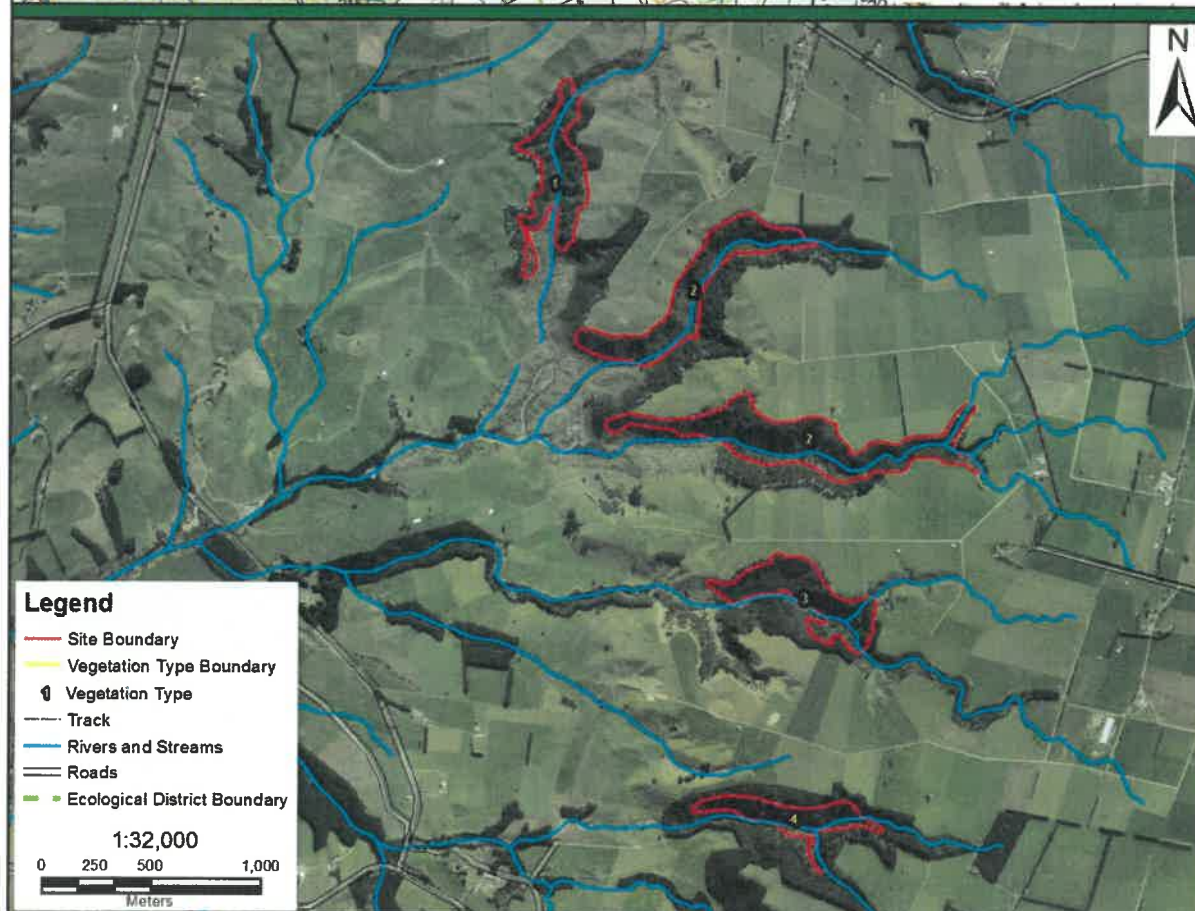 N
1
2
2
3
4
Legend
Site Boundary
Vegetation Type Boundary
1 Vegetation Type
Track
Rivers and Streams
Roads
Ecological District Boundary
1:32,000
0 250 500 1,000
Meters